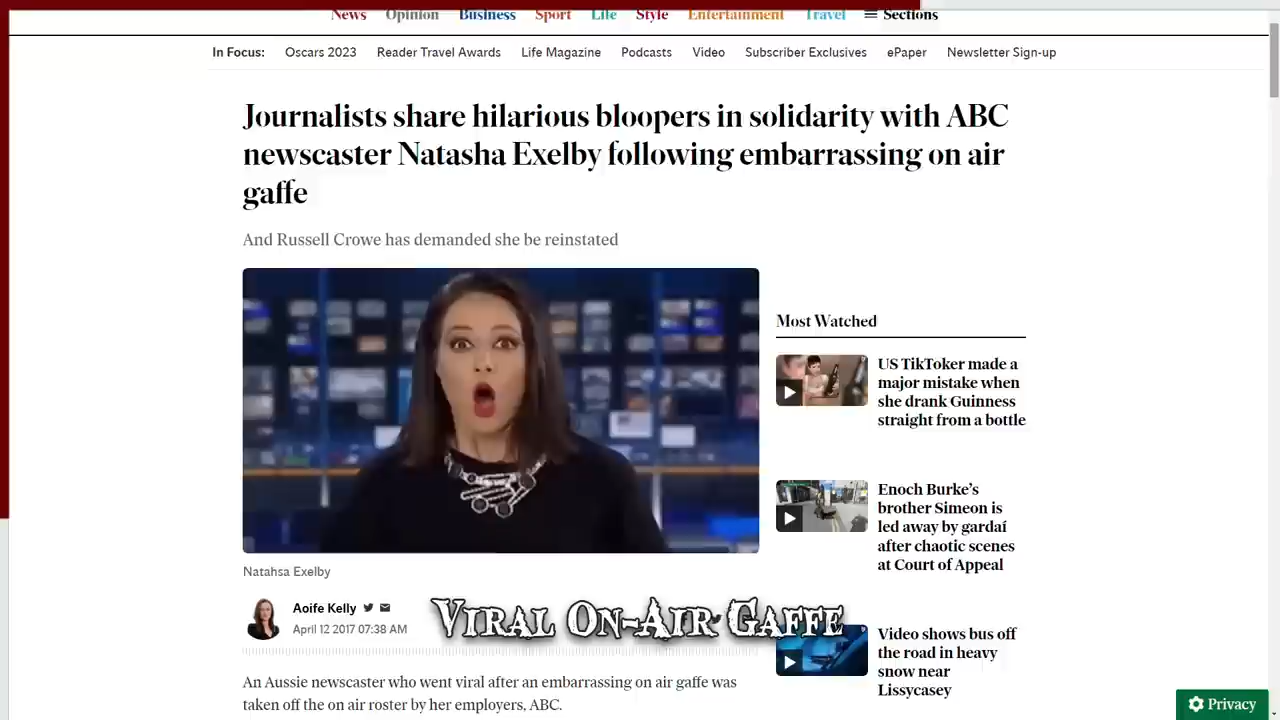 News Opinion Business Sport Life Style Entertainment Travel Sections
In Focus: Oscars 2023 Reader Travel Awards Life Magazine Podcasts Video Subscriber Exclusives ePaper Newsletter Sign-up
Journalists share hilarious bloopers in solidarity with ABC
newscaster Natasha Exelby following embarrassing on air
gaffe
And Russell Crowe has demanded she be reinstated
Natahsa Exelby
Aoife Kelly
April 12 2017 07:38 AM
An Aussie newscaster who went viral after an embarrassing on air gaffe was
taken off the on air roster by her employers, ABC.
Viral On-Air Gaffe
Most Watched
US TikToker made a
major mistake when
she drank Guinness
straight from a bottle
Enoch Burke's
brother Simeon is
led away by gardaí
after chaotic scenes
at Court of Appeal
Video shows bus off
the road in heavy
snow near
Lissycasey
Privacy